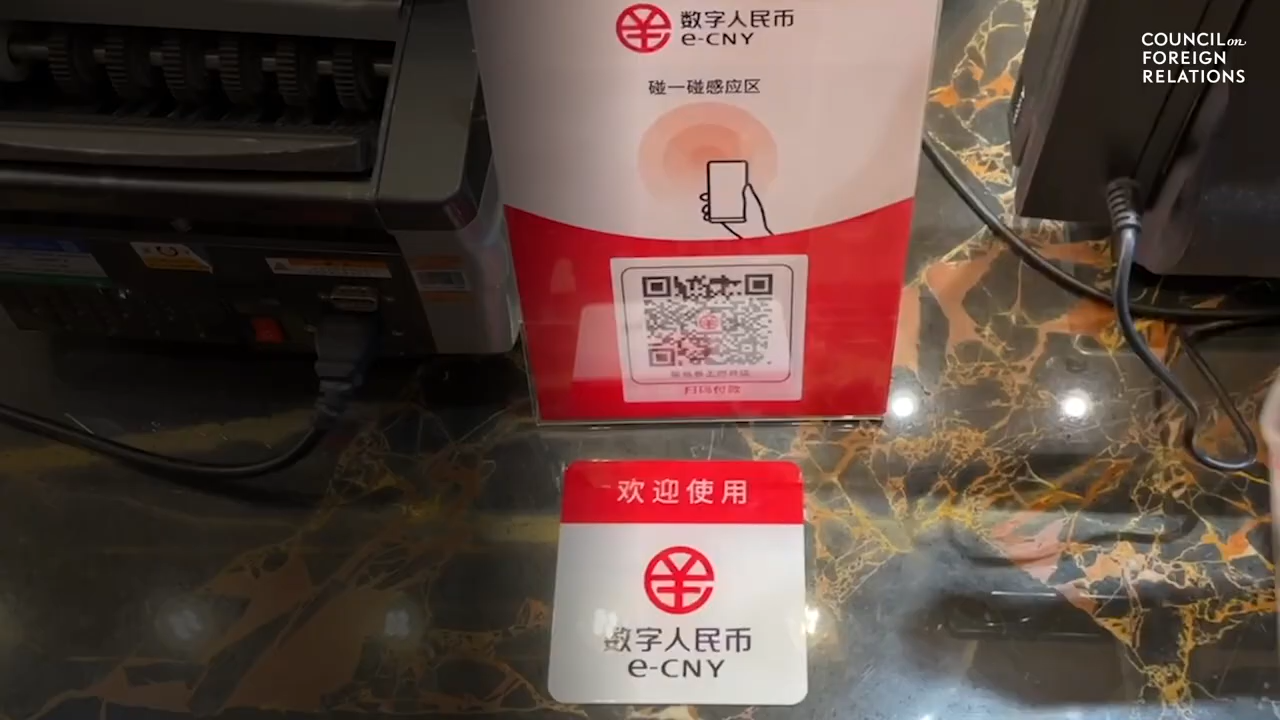 COUNCIL on
FOREIGN
RELATIONS
数字人民币
e-CNY
碰一碰感应区
扫码付款
欢迎使用
数字人民币
e-CNY